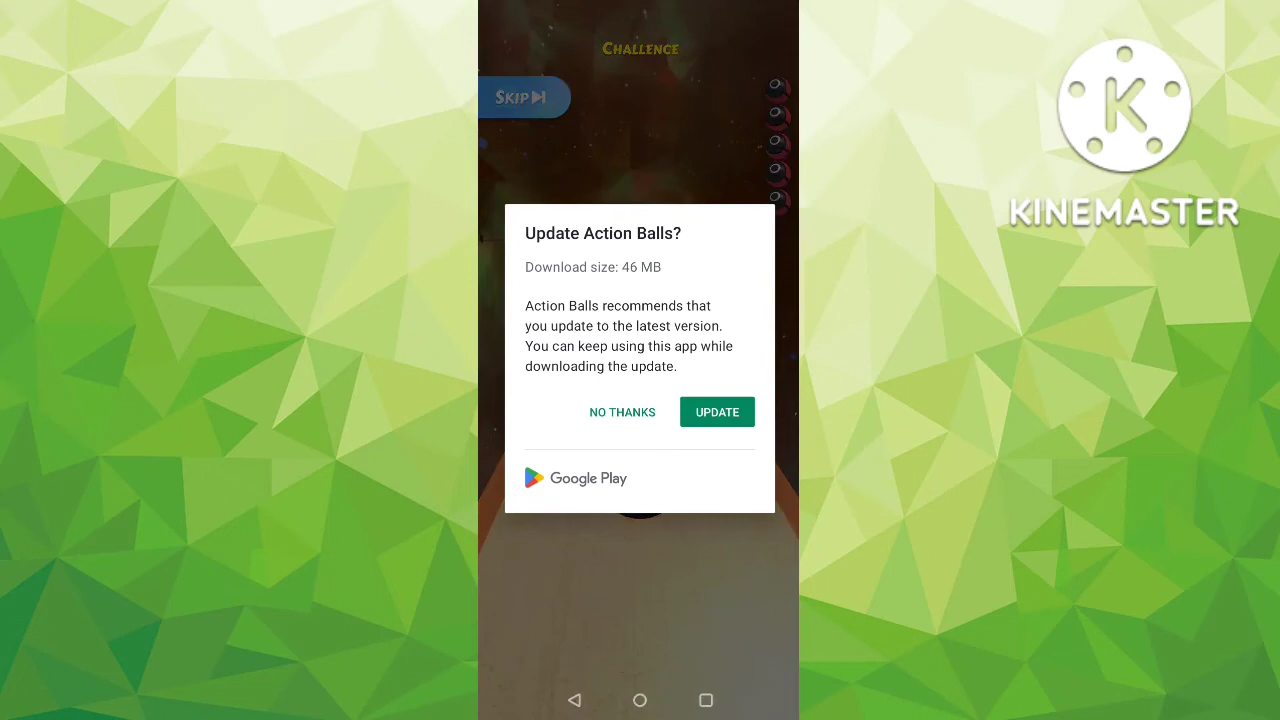 CHALLENCE
SKIP
KINEMASTER
Update Action Balls?
Download size: 46 MB
Action Balls recommends that
you update to the latest version.
You can keep using this app while
downloading the update.
NO THANKS UPDATE
Google Play